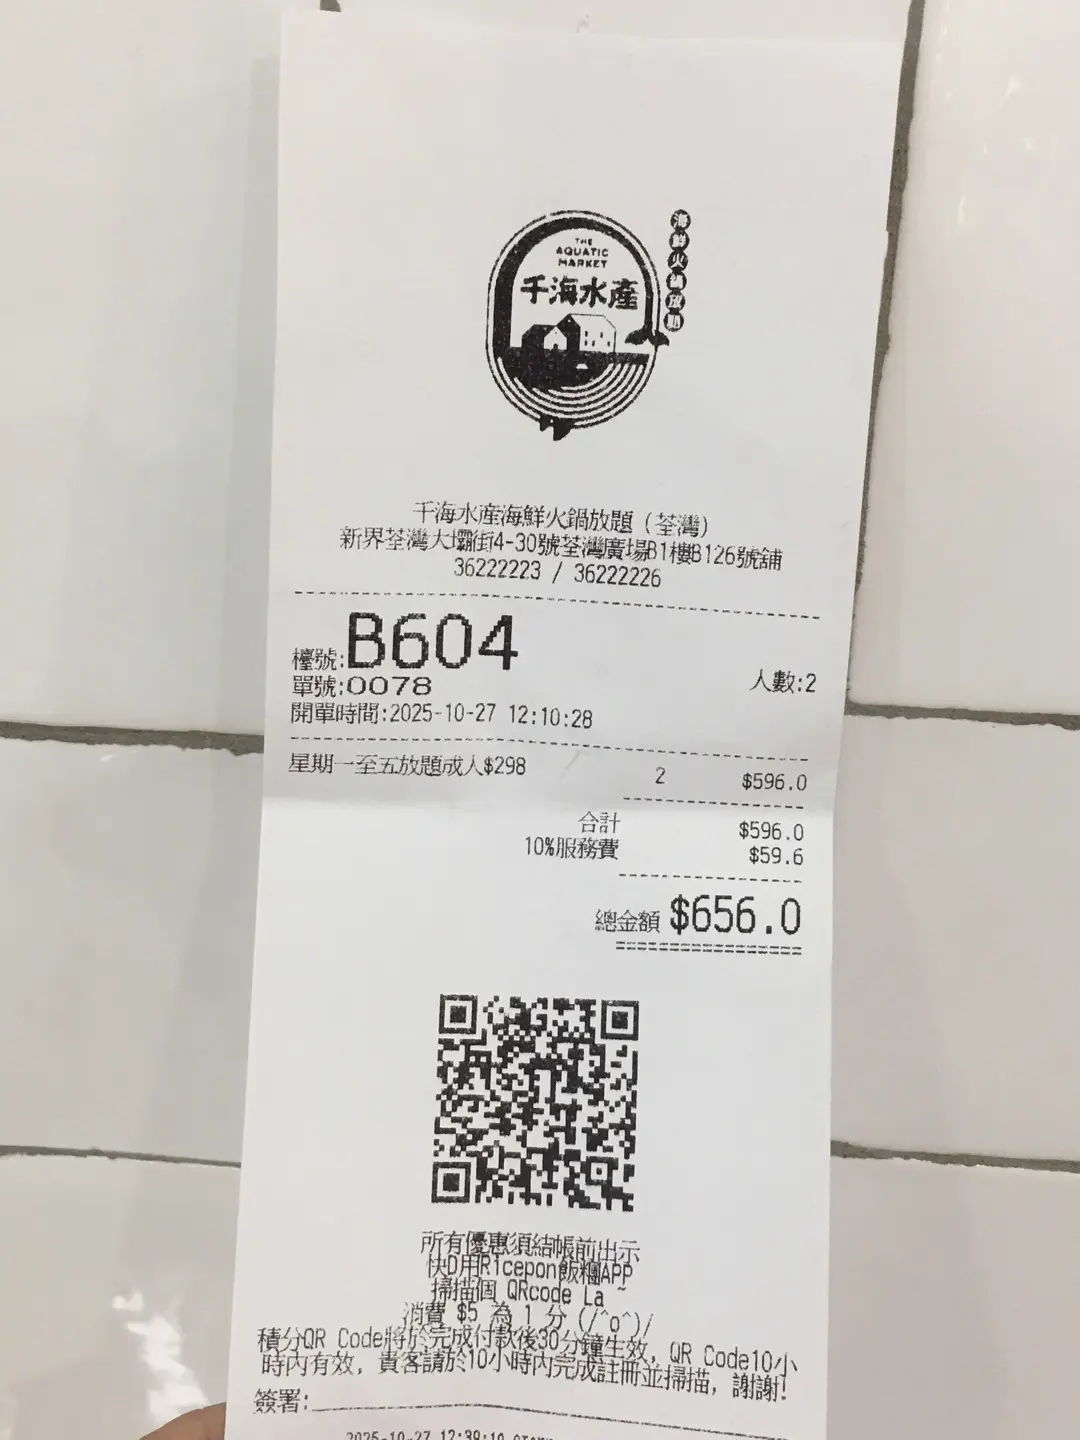 THE
AQUATIC
MARKET
千海水產
海鮮火鍋放題
千海水産海鮮火鍋放題（荃灣）
新界荃灣大壩街4-30號荃灣廣場B1樓B126號舖
36222223 / 36222226
檯號:B604
單號:0078 人數:2
開單時間:2025-10-27 12:10:28
星期一至五放題成人$298 2 $596.0
合計 $596.0
10%服務費 $59.6
總金額 $656.0
所有優惠須結帳前出示
快D用Ricepon飯糰APP
掃描個 QRcode La ~
消費 $5 為 1 分 (/^o^)/
積分QR Code將於完成付款後30分鐘生效, QR Code10小
時內有效, 貴客請於10小時內完成註冊並掃描, 謝謝!
簽署:
2025-10-27 12:39:10